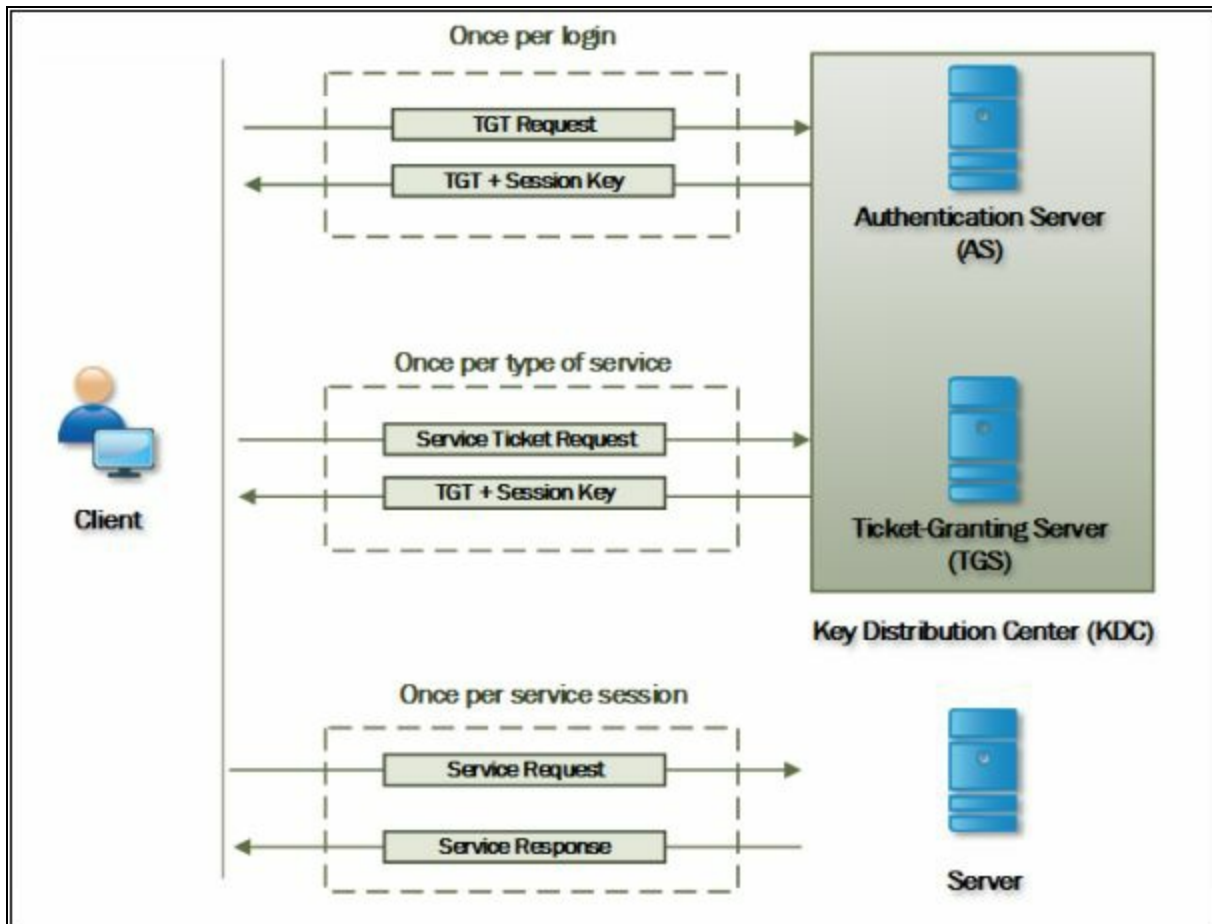 Once per login
TGT Request
TGT + Session Key
Authentication Server
(AS)
Once per type of service
Service Ticket Request
TGT + Session Key
Client
Ticket-Granting Server
(TGS)
Key Distribution Center (KDC)
Once per service session
Service Request
Service Response
Server